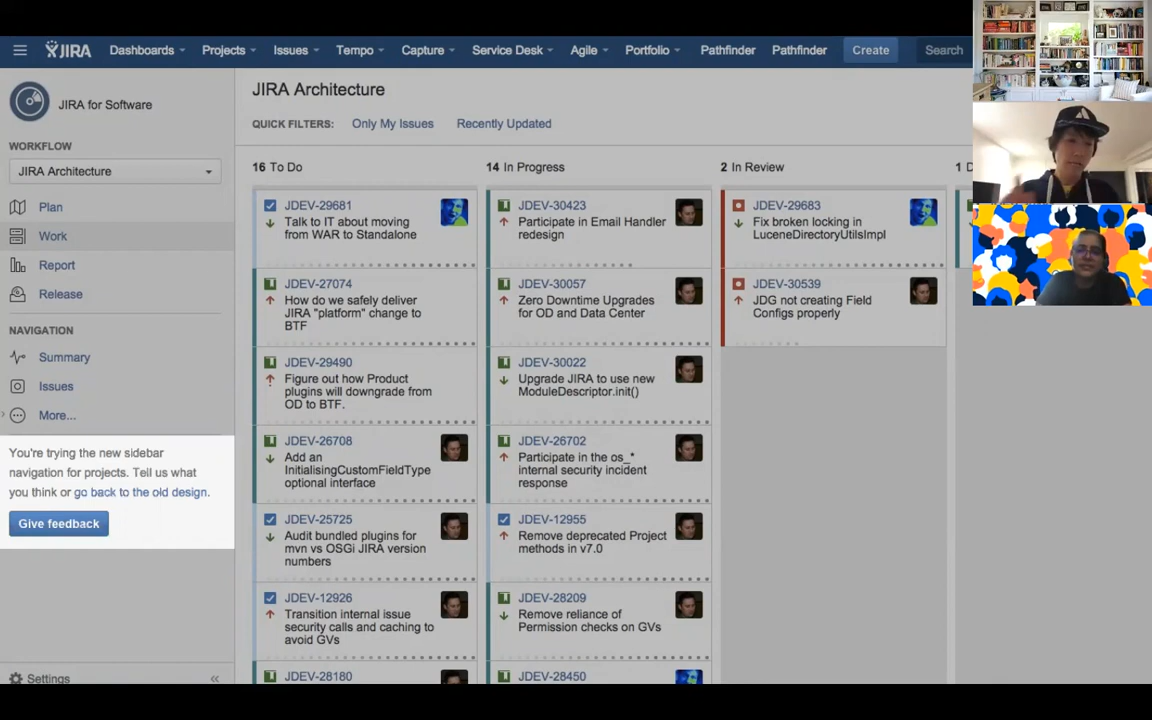 JIRA Dashboards Projects Issues Tempo Capture Service Desk Agile Portfolio Pathfinder Pathfinder Create Search
JIRA for Software
WORKFLOW
JIRA Architecture
Plan
Work
Report
Release
NAVIGATION
Summary
Issues
More...
You're trying the new sidebar
navigation for projects. Tell us what
you think or go back to the old design.
Give feedback
Settings
JIRA Architecture
QUICK FILTERS: Only My Issues Recently Updated
16 To Do
JDEV-29681
Talk to IT about moving
from WAR to Standalone
JDEV-27074
How do we safely deliver
JIRA "platform" change to
BTF
JDEV-29490
Figure out how Product
plugins will downgrade from
OD to BTF.
JDEV-26708
Add an
InitialisingCustomFieldType
optional interface
JDEV-25725
Audit bundled plugins for
mvn vs OSGi JIRA version
numbers
JDEV-12926
Transition internal issue
security calls and caching to
avoid GVs
JDEV-28180
14 In Progress
JDEV-30423
Participate in Email Handler
redesign
JDEV-30057
Zero Downtime Upgrades
for OD and Data Center
JDEV-30022
Upgrade JIRA to use new
ModuleDescriptor.init()
JDEV-26702
Participate in the os_*
internal security incident
response
JDEV-12955
Remove deprecated Project
methods in v7.0
JDEV-28209
Remove reliance of
Permission checks on GVs
JDEV-28450
2 In Review
JDEV-29683
Fix broken locking in
LuceneDirectoryUtilsImpl
JDEV-30539
JDG not creating Field
Configs properly
1 D